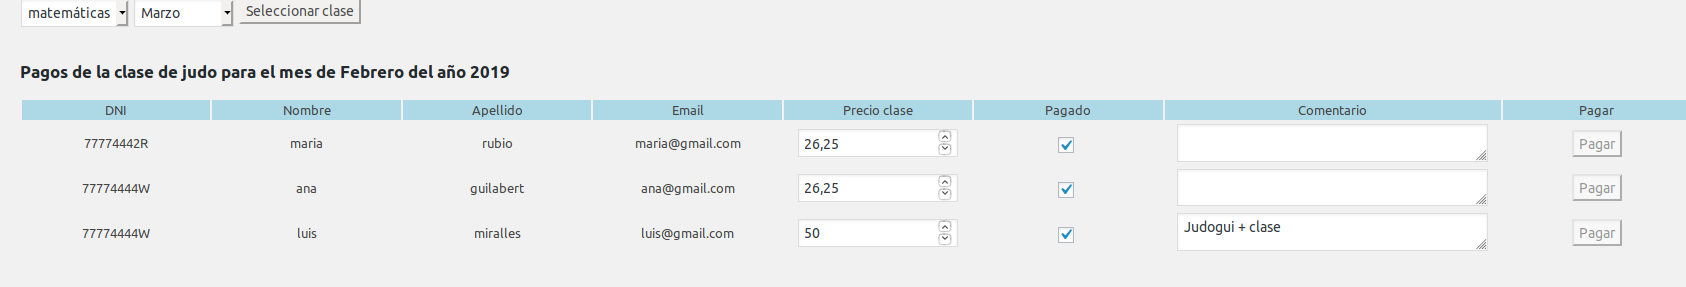 matemáticas Marzo Seleccionar clase
Pagos de la clase de judo para el mes de Febrero del año 2019
DNI Nombre Apellido Email Precio clase Pagado Comentario Pagar
77774442R maria rubio maria@gmail.com 26,25 Pagar
77774444W ana guilabert ana@gmail.com 26,25 Pagar
77774444W luis miralles luis@gmail.com 50 Judogui + clase Pagar